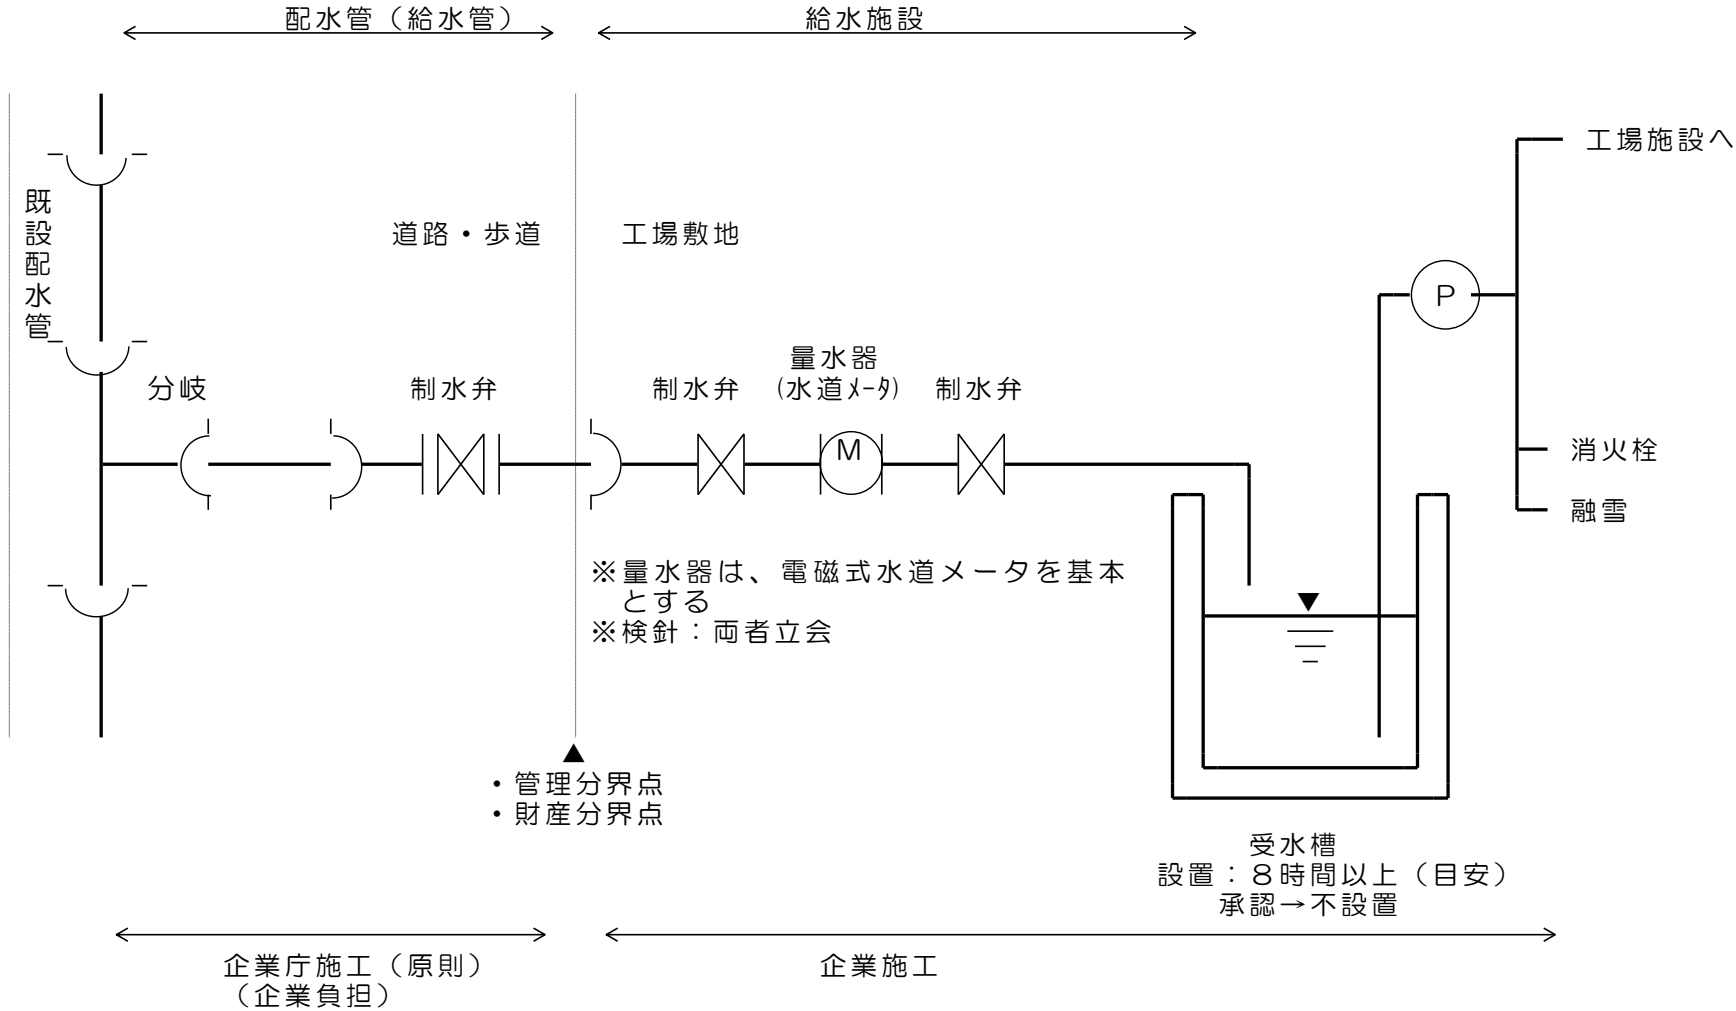 配水管（給水管）
給水施設
工場施設へ
既設配水管
道路・歩道
工場敷地
P
分岐
制水弁
制水弁
量水器
(水道ﾒｰﾀ)
制水弁
M
消火栓
融雪
※量水器は、電磁式水道メータを基本
とする
※検針：両者立会
・管理分界点
・財産分界点
受水槽
設置：８時間以上（目安）
承認→不設置
企業庁施工（原則）
（企業負担）
企業施工